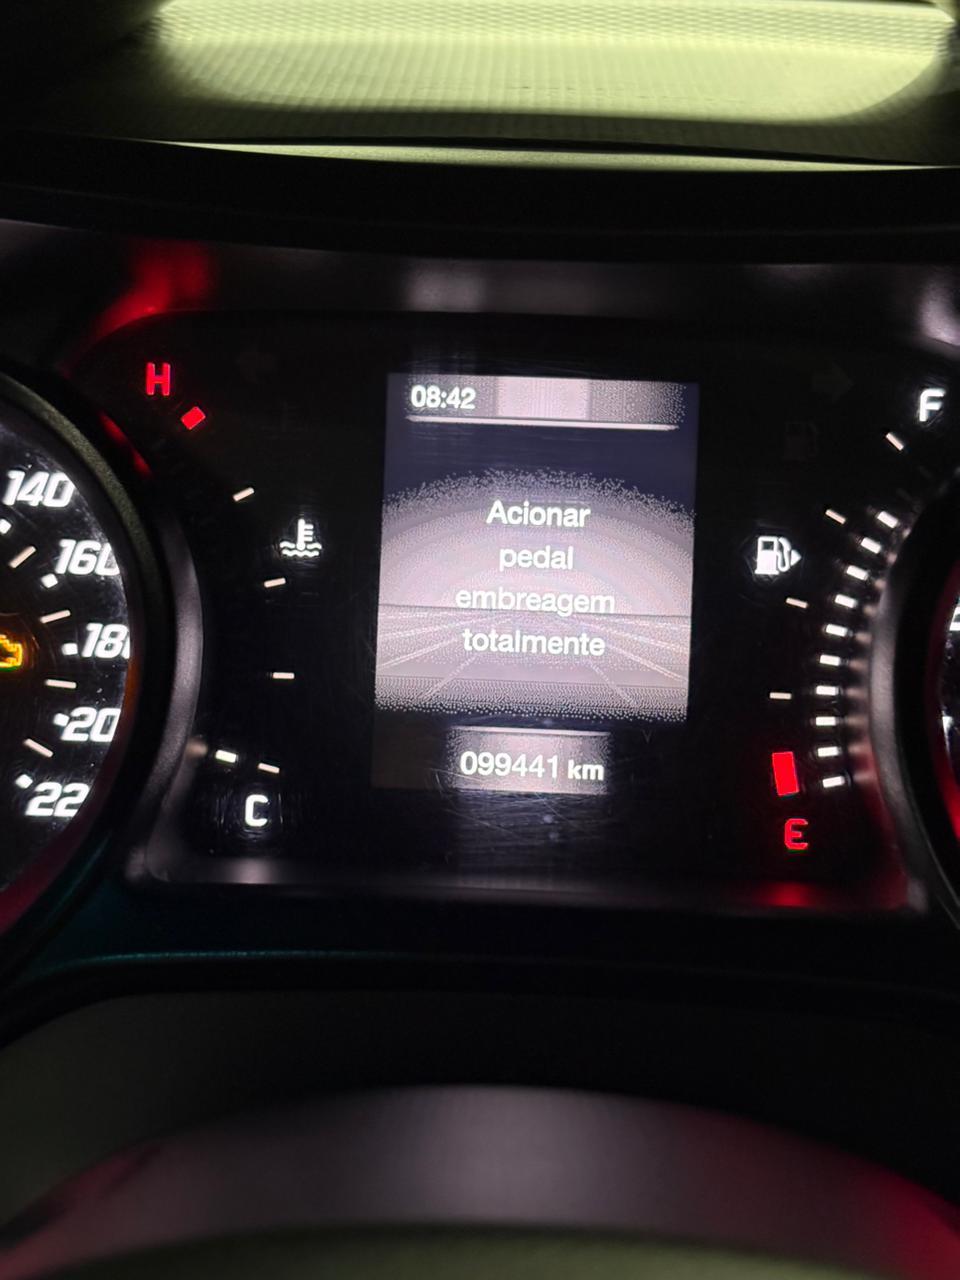 08:42
H
F
Acionar
pedal
embreagem
totalmente
140
160
099441 km
C
E